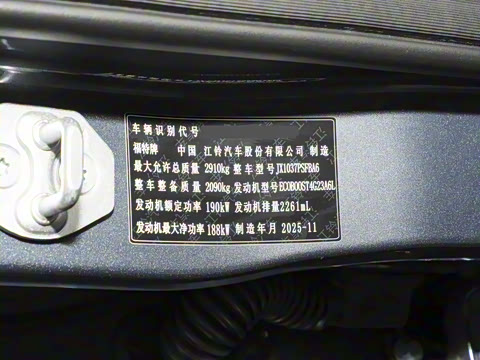 车辆识别代号
福特牌 中国 江铃汽车股份有限公司 制造
最大允许总质量 2910kg 整车型号 JX1037PSFBA6
整车整备质量 2090kg 发动机型号 ECOBOOST4G23A6L
发动机额定功率 190kW 发动机排量 2261mL
发动机最大净功率 188kW 制造年月 2025-11